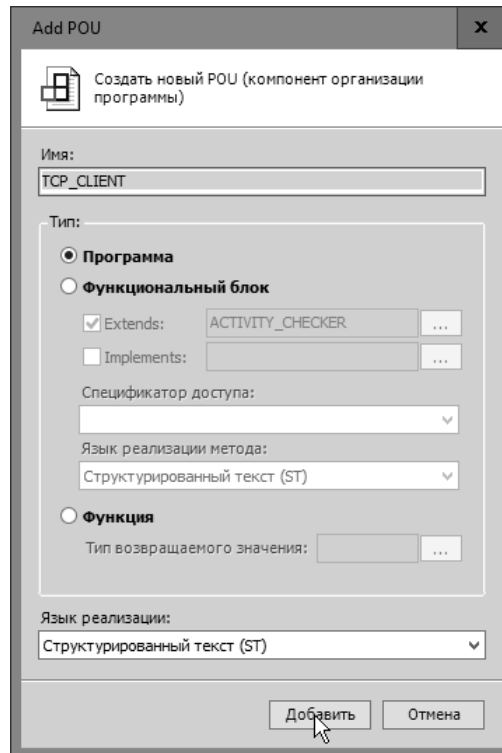 Add POU
x
Создать новый POU (компонент организации
программы)
Имя:
TCP_CLIENT
Тип:
Программа
Функциональный блок
Extends: ACTIVITY_CHECKER ...
Implements: ...
Спецификатор доступа:
Язык реализации метода:
Структурированный текст (ST)
Функция
Тип возвращаемого значения: ...
Язык реализации:
Структурированный текст (ST)
Добавить Отмена